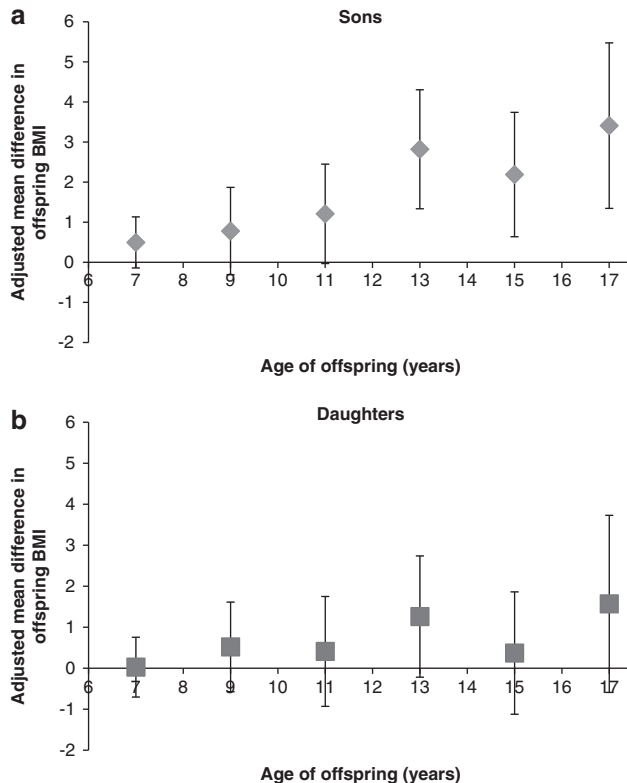 a
Sons
6
5
4
3
2
1
0
-1
-2
6 7 8 9 10 11 12 13 14 15 16 17
Adjusted mean difference in
offspring BMI
Age of offspring (years)
b
Daughters
6
5
4
3
2
1
0
-1
-2
6 7 8 9 10 11 12 13 14 15 16 17
Adjusted mean difference in
offspring BMI
Age of offspring (years)